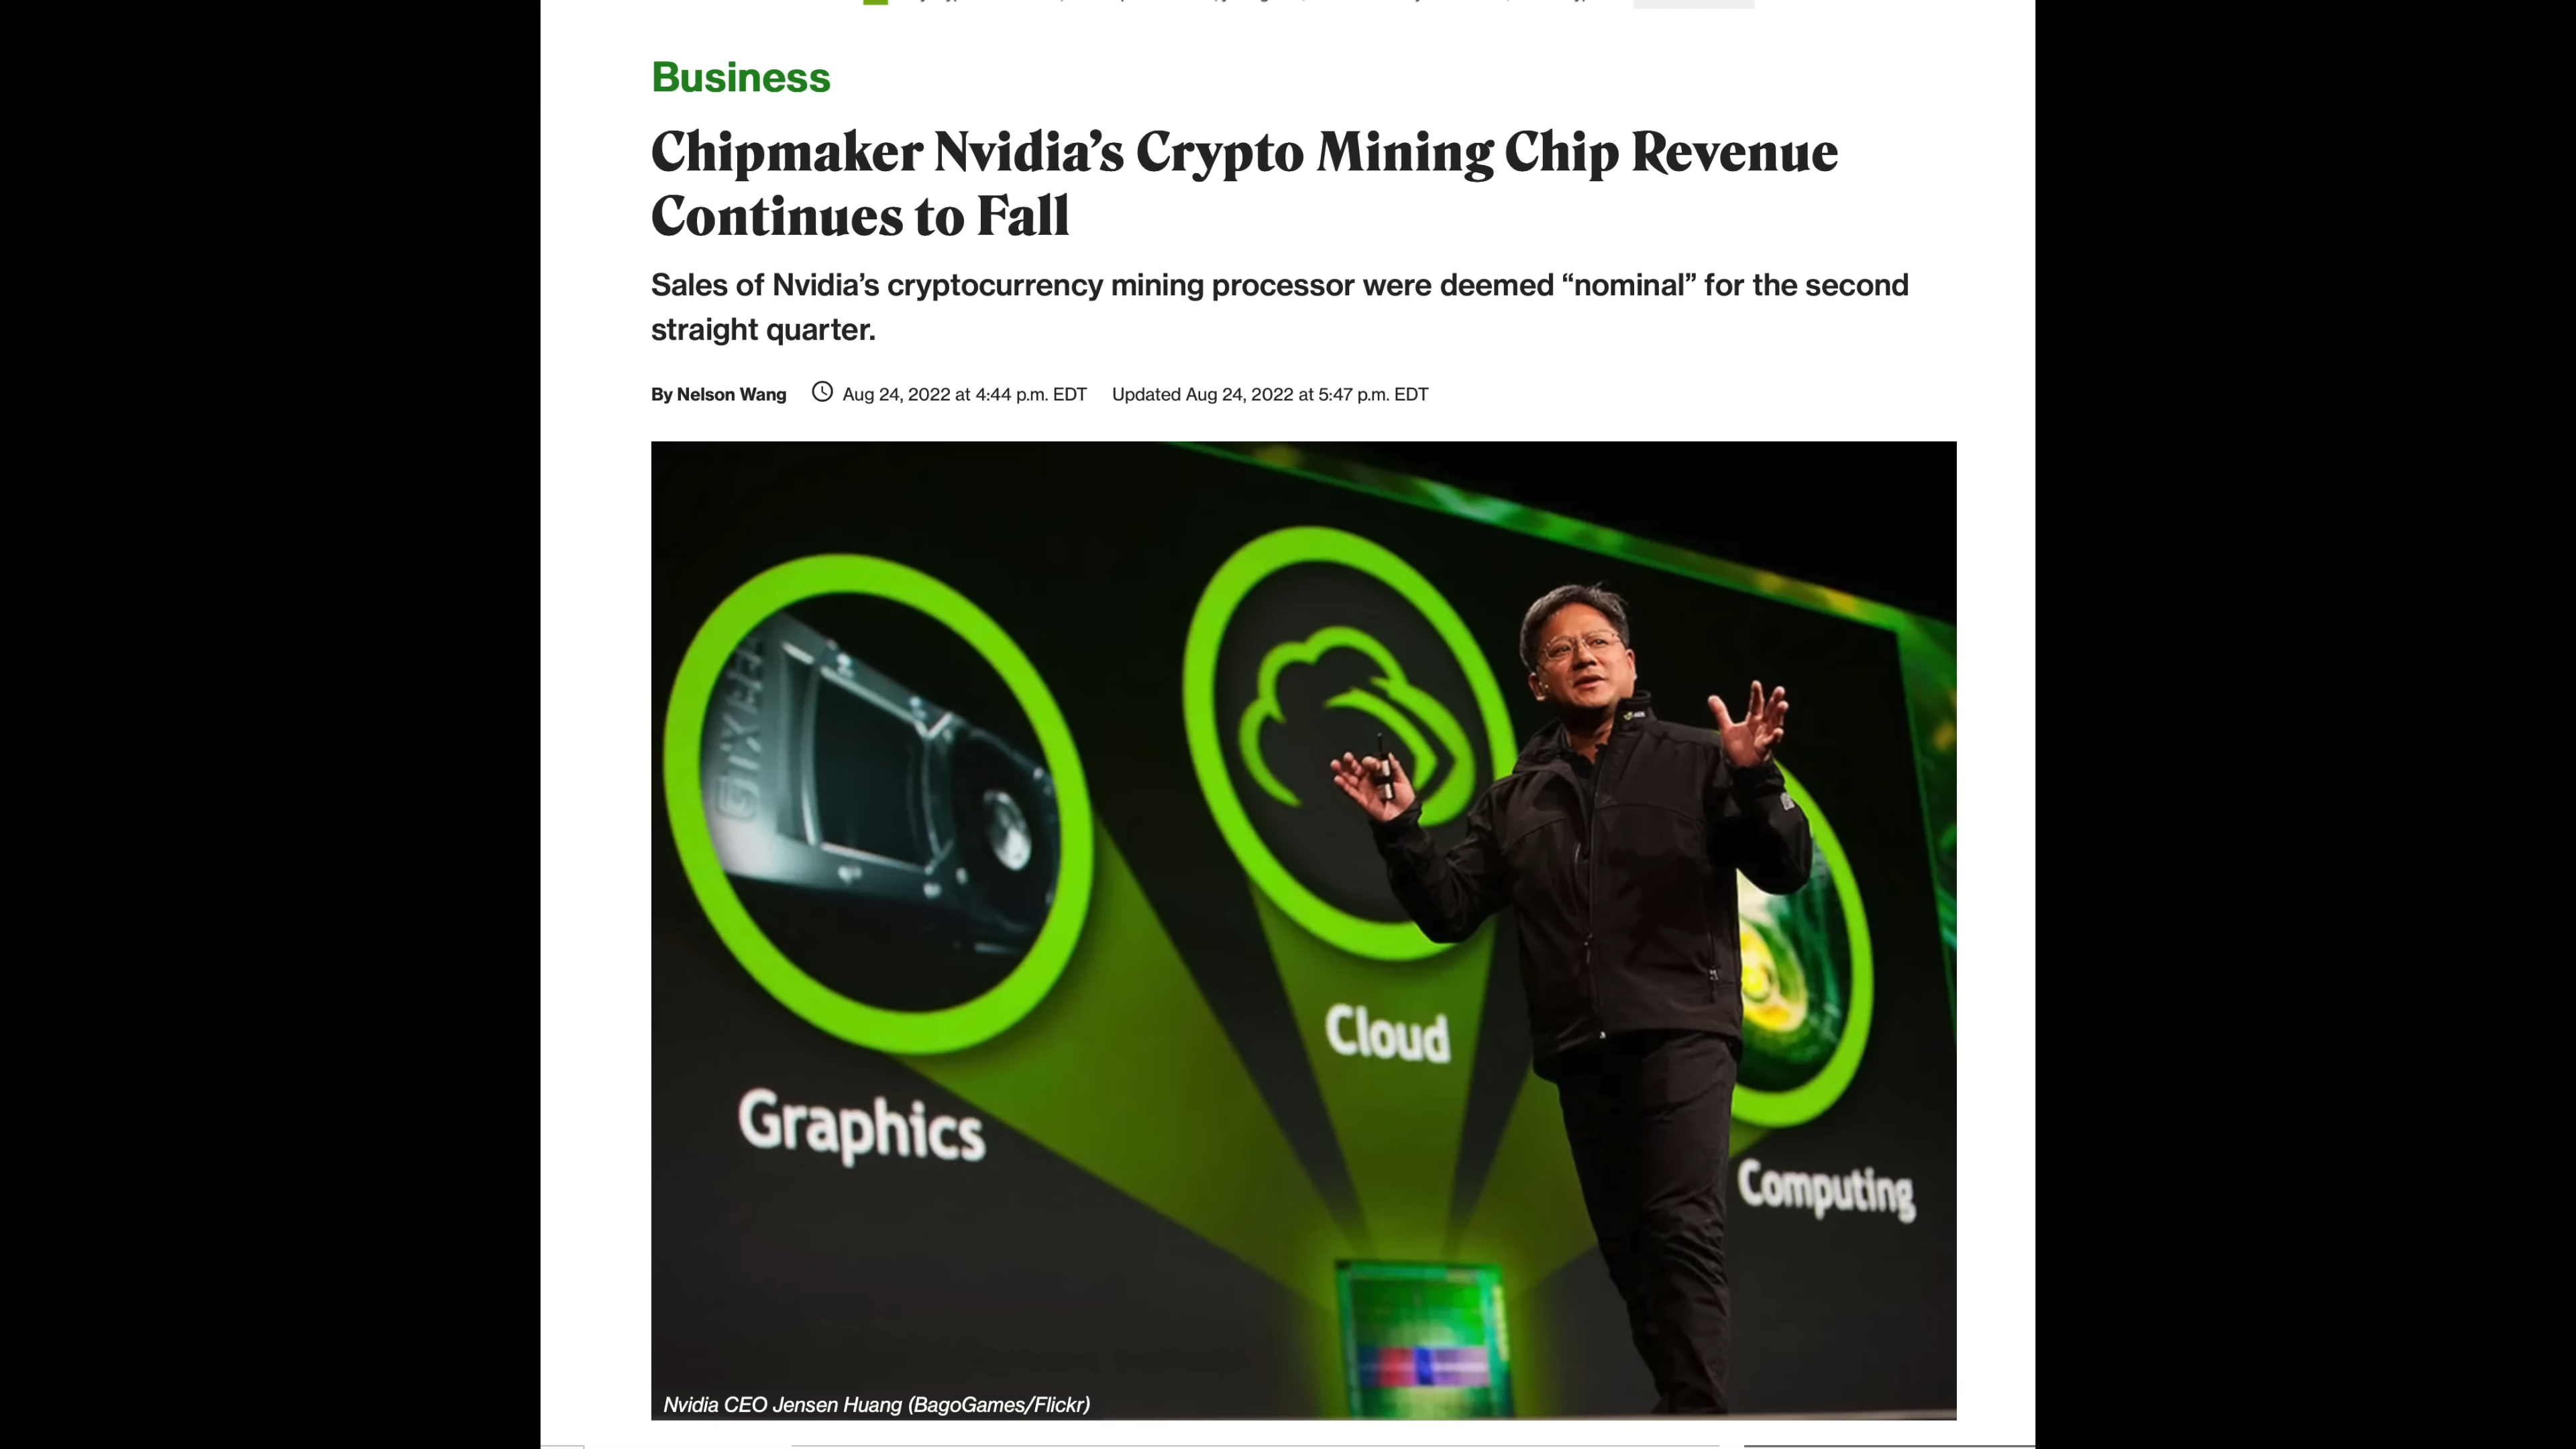 Business
Chipmaker Nvidia’s Crypto Mining Chip Revenue
Continues to Fall
Sales of Nvidia’s cryptocurrency mining processor were deemed “nominal” for the second
straight quarter.
By Nelson Wang Aug 24, 2022 at 4:44 p.m. EDT Updated Aug 24, 2022 at 5:47 p.m. EDT
GTX
Cloud
Graphics
Computing
Nvidia CEO Jensen Huang (BagoGames/Flickr)